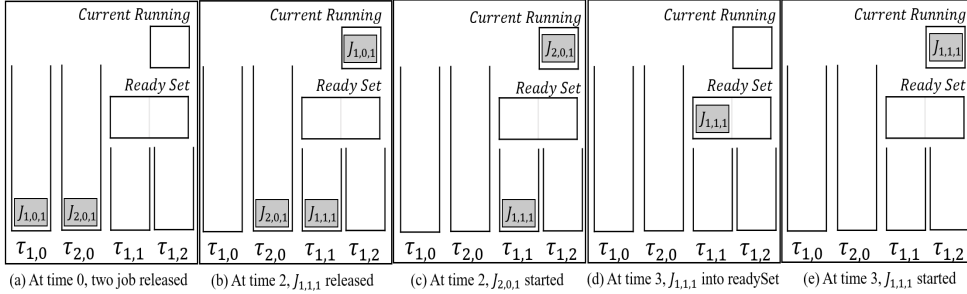 Current Running
Ready Set
J1,0,1
J2,0,1
τ1,0 τ2,0 τ1,1 τ1,2
(a) At time 0, two job released
Current Running
J1,0,1
Ready Set
J2,0,1
J1,1,1
τ1,0 τ2,0 τ1,1 τ1,2
(b) At time 2, J1,1,1 released
Current Running
J2,0,1
Ready Set
J1,1,1
τ1,0 τ2,0 τ1,1 τ1,2
(c) At time 2, J2,0,1 started
Current Running
Ready Set
J1,1,1
τ1,0 τ2,0 τ1,1 τ1,2
(d) At time 3, J1,1,1 into readySet
Current Running
J1,1,1
Ready Set
τ1,0 τ2,0 τ1,1 τ1,2
(e) At time 3, J1,1,1 started